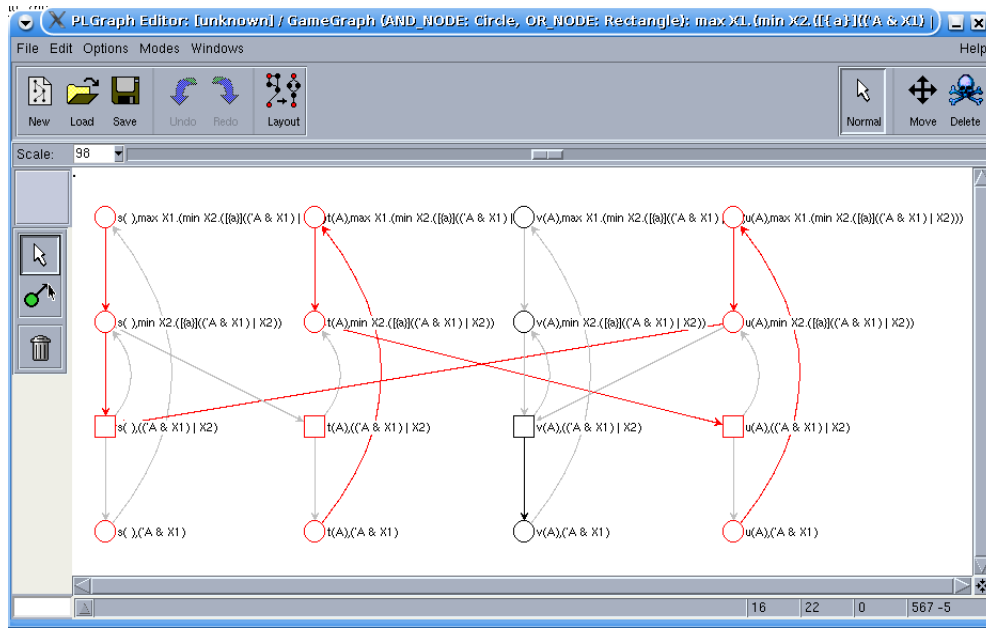 PLGraph Editor: [unknown] / GameGraph (AND_NODE: Circle, OR_NODE: Rectangle): max X1.(min X2.([{a}](('A & X1) |
File Edit Options Modes Windows Help
New Load Save Undo Redo Layout Normal Move Delete
Scale: 98
s( ),max X1.(min X2.([{a}](('A & X1) | t(A),max X1.(min X2.([{a}](('A & X1) | v(A),max X1.(min X2.([{a}](('A & X1) u(A),max X1.(min X2.([{a}](('A & X1) | X2)))
s( ),min X2.([{a}](('A & X1) | X2)) t(A),min X2.([{a}](('A & X1) | X2)) v(A),min X2.([{a}](('A & X1) | X2)) u(A),min X2.([{a}](('A & X1) | X2))
s( ),(('A & X1) | X2) t(A),(('A & X1) | X2) v(A),(('A & X1) | X2) u(A),(('A & X1) | X2)
s( ),('A & X1) t(A),('A & X1) v(A),('A & X1) u(A),('A & X1)
16 22 0 567 -5